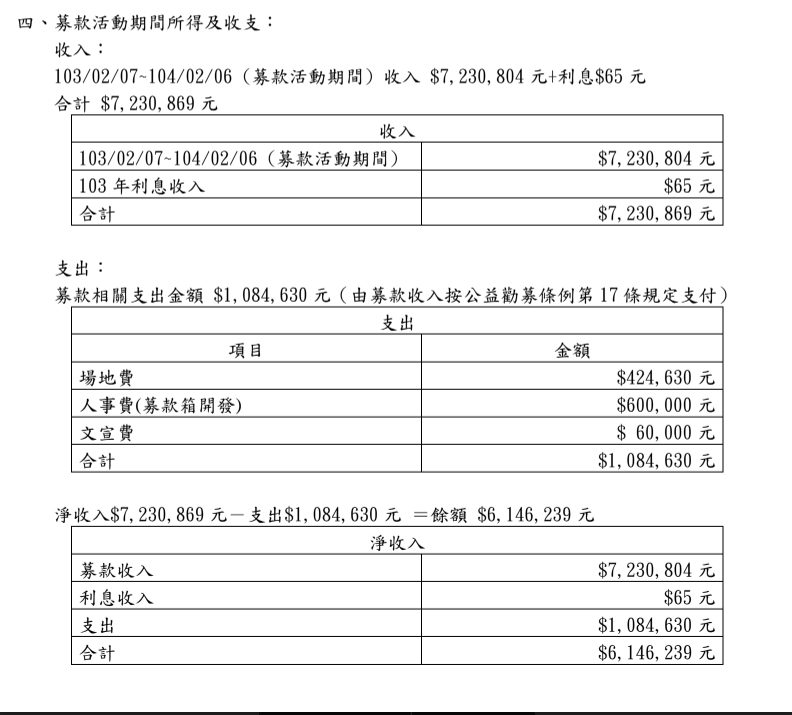 四、募款活動期間所得及收支：
收入：
103/02/07~104/02/06（募款活動期間）收入 $7,230,804 元+利息$65 元
合計 $7,230,869 元
收入
103/02/07~104/02/06（募款活動期間） $7,230,804 元
103 年利息收入 $65 元
合計 $7,230,869 元
支出：
募款相關支出金額 $1,084,630 元（由募款收入按公益勸募條例第 17 條規定支付）
支出
項目 金額
場地費 $424,630 元
人事費(募款箱開發) $600,000 元
文宣費 $ 60,000 元
合計 $1,084,630 元
淨收入$7,230,869 元－支出$1,084,630 元 ＝餘額 $6,146,239 元
淨收入
募款收入 $7,230,804 元
利息收入 $65 元
支出 $1,084,630 元
合計 $6,146,239 元